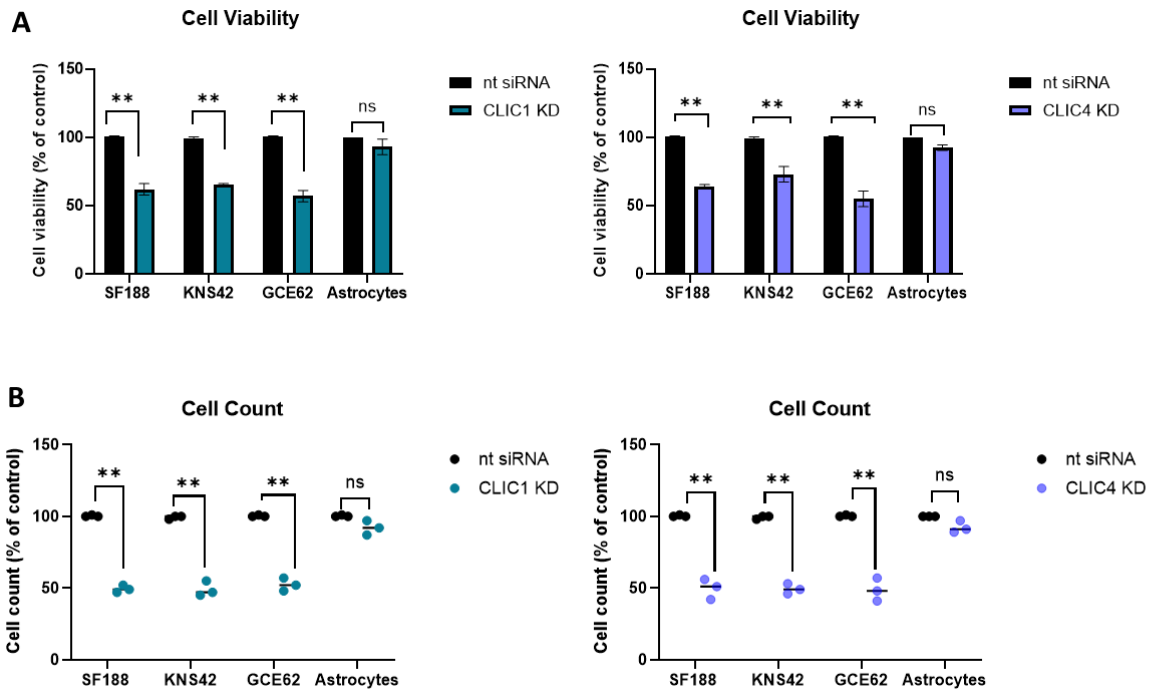 A
Cell Viability
Cell viability (% of control)
150
100
50
0
** ** ** ns
SF188 KNS42 GCE62 Astrocytes
nt siRNA
CLIC1 KD
Cell Viability
Cell viability (% of control)
150
100
50
0
** ** ** ns
SF188 KNS42 GCE62 Astrocytes
nt siRNA
CLIC4 KD
B
Cell Count
Cell count (% of control)
150
100
50
0
** ** ** ns
SF188 KNS42 GCE62 Astrocytes
nt siRNA
CLIC1 KD
Cell Count
Cell count (% of control)
150
100
50
0
** ** ** ns
SF188 KNS42 GCE62 Astrocytes
nt siRNA
CLIC4 KD